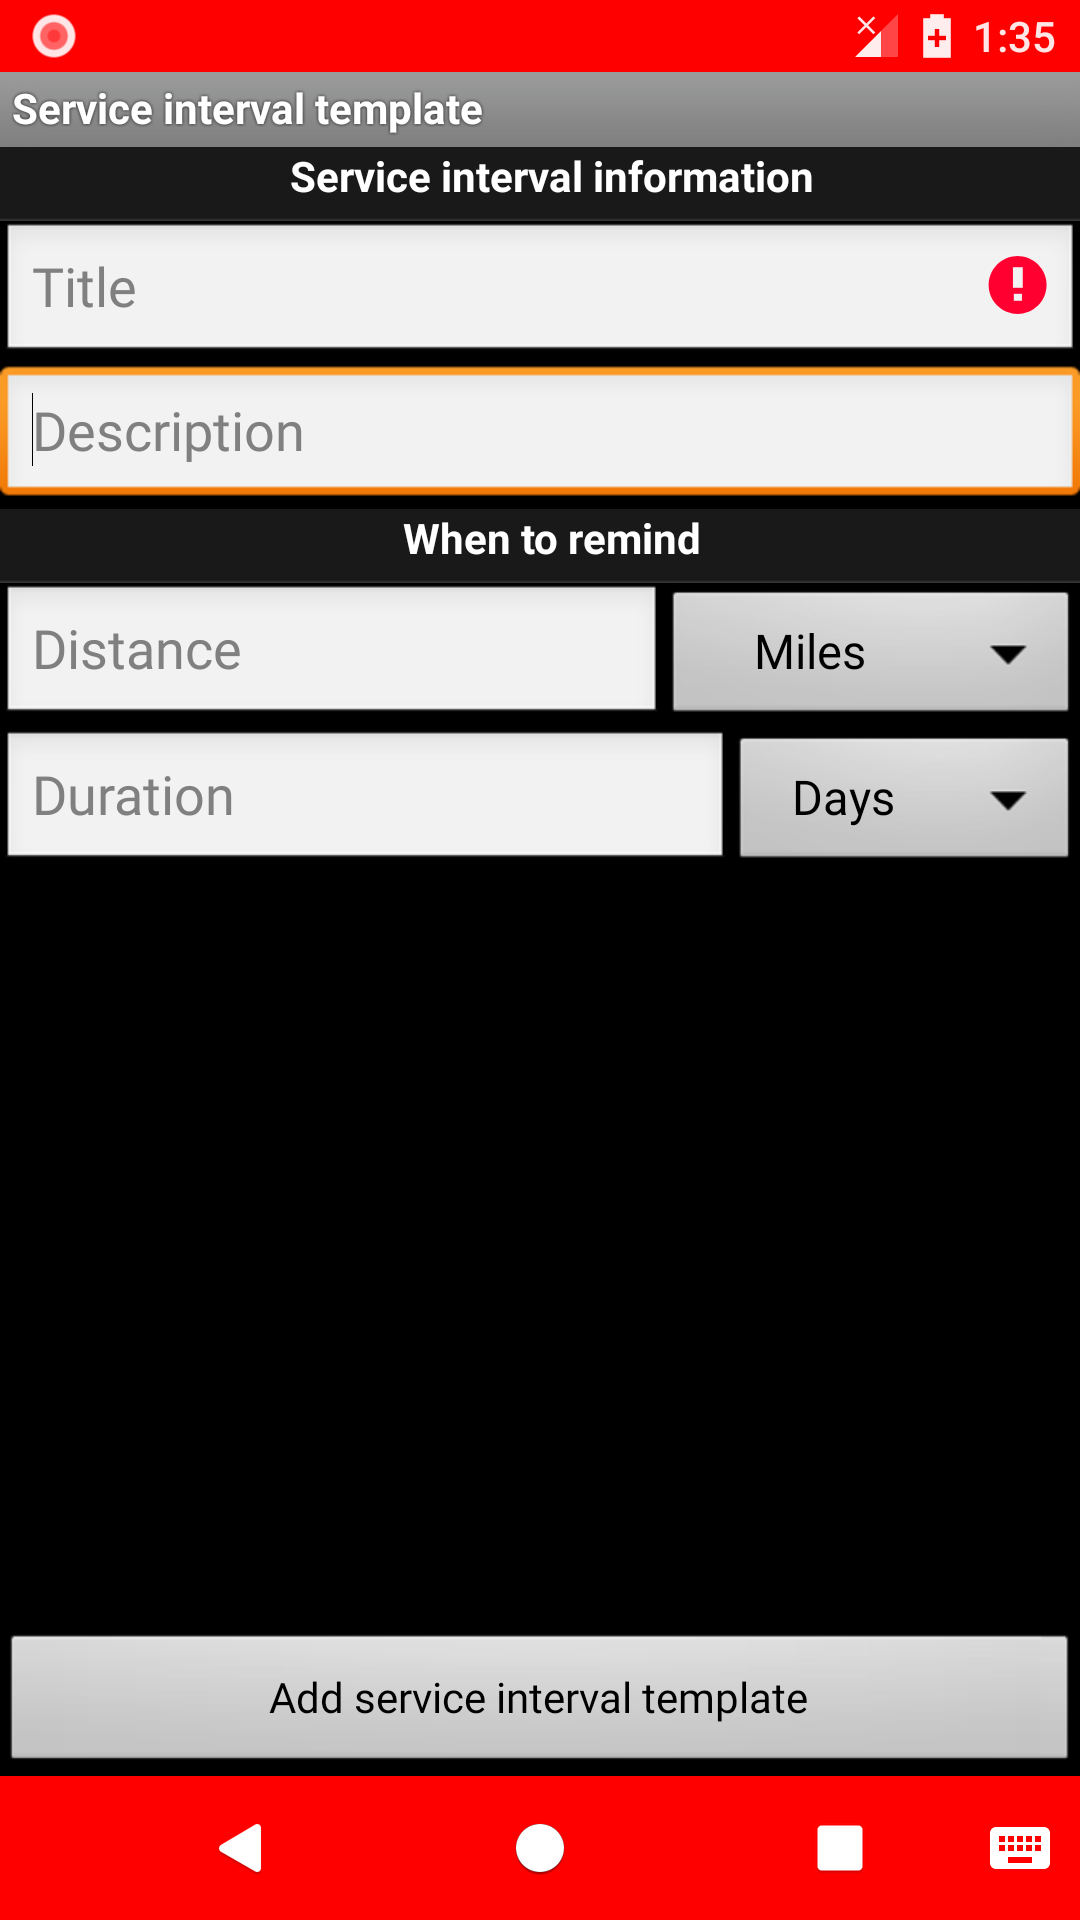 1:35
Service interval template
Service interval information
Title
Description
When to remind
Distance
Miles
Duration
Days
Add service interval template